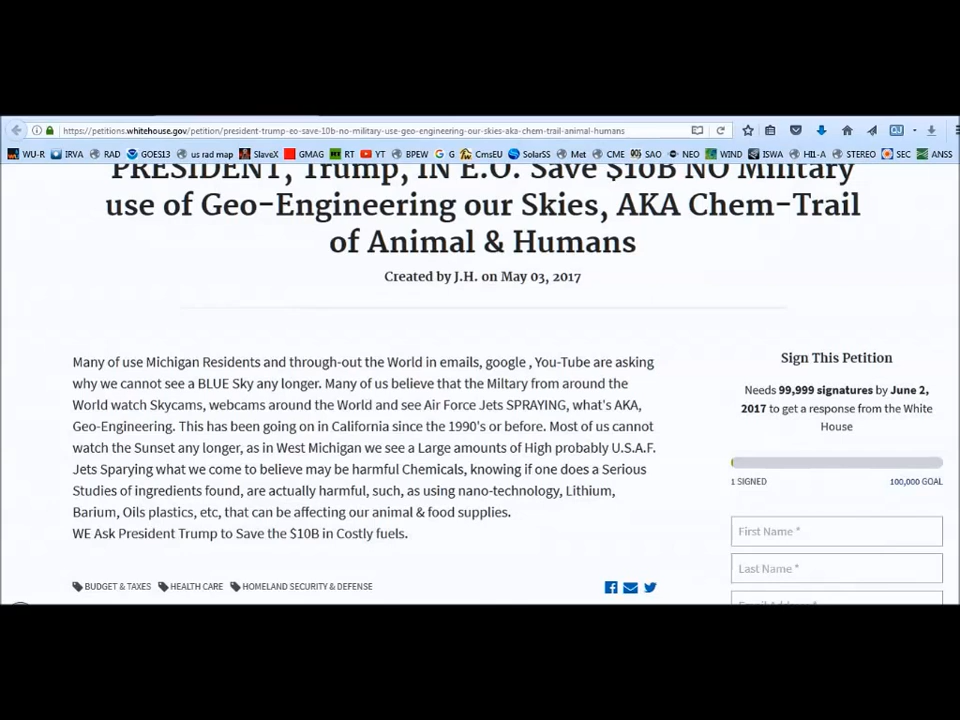 https://petitions.whitehouse.gov/petition/president-trump-eo-save-10b-no-military-use-geo-engineering-our-skies-aka-chem-trail-animal-humans
WU-R IRVA RAD GOES13 us rad map SlaveX GMAG RT YT BPEW G CmsEU SolarSS Met CME SAO NEO WIND ISWA HI1-A STEREO SEC ANSS
PRESIDENT, Trump, IN E.O. Save $10B NO Military
use of Geo-Engineering our Skies, AKA Chem-Trail
of Animal & Humans
Created by J.H. on May 03, 2017
Many of use Michigan Residents and through-out the World in emails, google , You-Tube are asking
why we cannot see a BLUE Sky any longer. Many of us believe that the Miltary from around the
World watch Skycams, webcams around the World and see Air Force Jets SPRAYING, what's AKA,
Geo-Engineering. This has been going on in California since the 1990's or before. Most of us cannot
watch the Sunset any longer, as in West Michigan we see a Large amounts of High probably U.S.A.F.
Jets Sparying what we come to believe may be harmful Chemicals, knowing if one does a Serious
Studies of ingredients found, are actually harmful, such, as using nano-technology, Lithium,
Barium, Oils plastics, etc, that can be affecting our animal & food supplies.
WE Ask President Trump to Save the $10B in Costly fuels.
BUDGET & TAXES HEALTH CARE HOMELAND SECURITY & DEFENSE
Sign This Petition
Needs 99,999 signatures by June 2,
2017 to get a response from the White
House
1 SIGNED 100,000 GOAL
First Name *
Last Name *